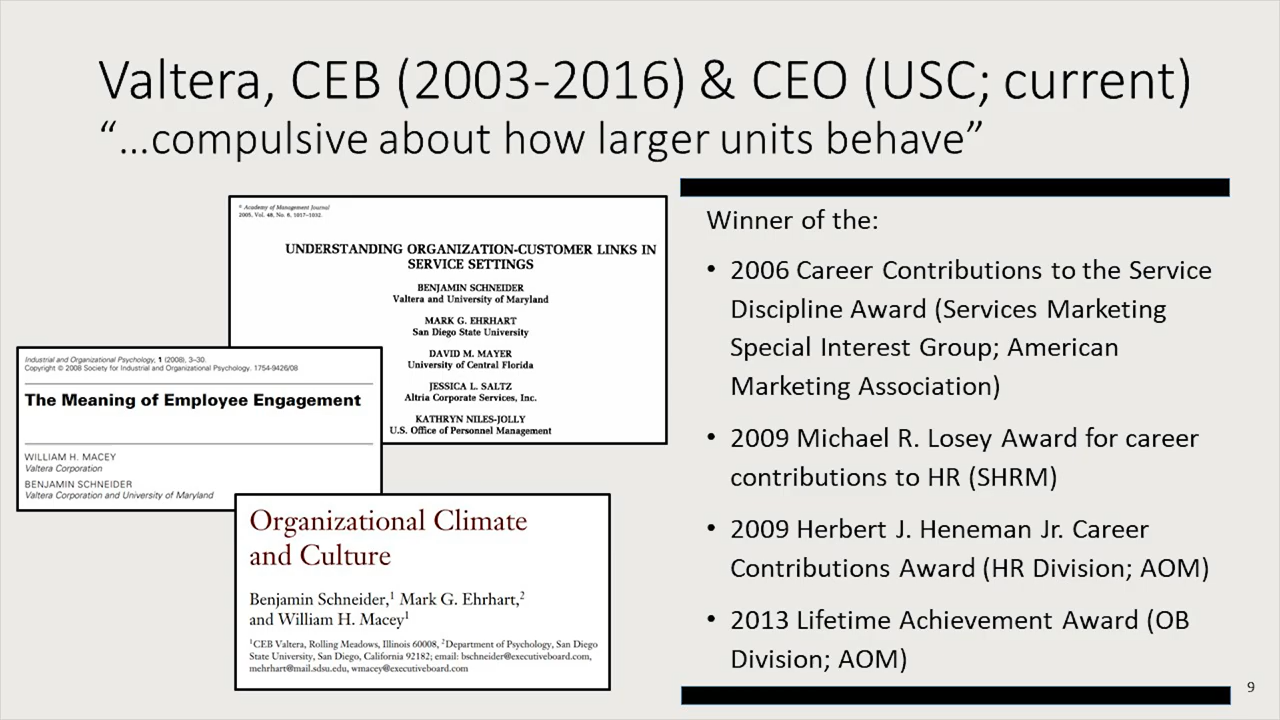 Valtera, CEB (2003-2016) & CEO (USC; current)
“…compulsive about how larger units behave”
® Academy of Management Journal
2005, Vol. 48, No. 6, 1017–1032.
UNDERSTANDING ORGANIZATION-CUSTOMER LINKS IN
SERVICE SETTINGS
BENJAMIN SCHNEIDER
Valtera and University of Maryland
MARK G. EHRHART
San Diego State University
DAVID M. MAYER
University of Central Florida
JESSICA L. SALTZ
Altria Corporate Services, Inc.
KATHRYN NILES-JOLLY
U.S. Office of Personnel Management
Industrial and Organizational Psychology, 1 (2008), 3–30.
Copyright © 2008 Society for Industrial and Organizational Psychology. 1754-9426/08
The Meaning of Employee Engagement
WILLIAM H. MACEY
Valtera Corporation
BENJAMIN SCHNEIDER
Valtera Corporation and University of Maryland
Organizational Climate
and Culture
Benjamin Schneider,¹ Mark G. Ehrhart,²
and William H. Macey¹
¹CEB Valtera, Rolling Meadows, Illinois 60008, ²Department of Psychology, San Diego
State University, San Diego, California 92182; email: bschneider@executiveboard.com,
mehrhart@mail.sdsu.edu, wmacey@executiveboard.com
Winner of the:
• 2006 Career Contributions to the Service
Discipline Award (Services Marketing
Special Interest Group; American
Marketing Association)
• 2009 Michael R. Losey Award for career
contributions to HR (SHRM)
• 2009 Herbert J. Heneman Jr. Career
Contributions Award (HR Division; AOM)
• 2013 Lifetime Achievement Award (OB
Division; AOM)
9